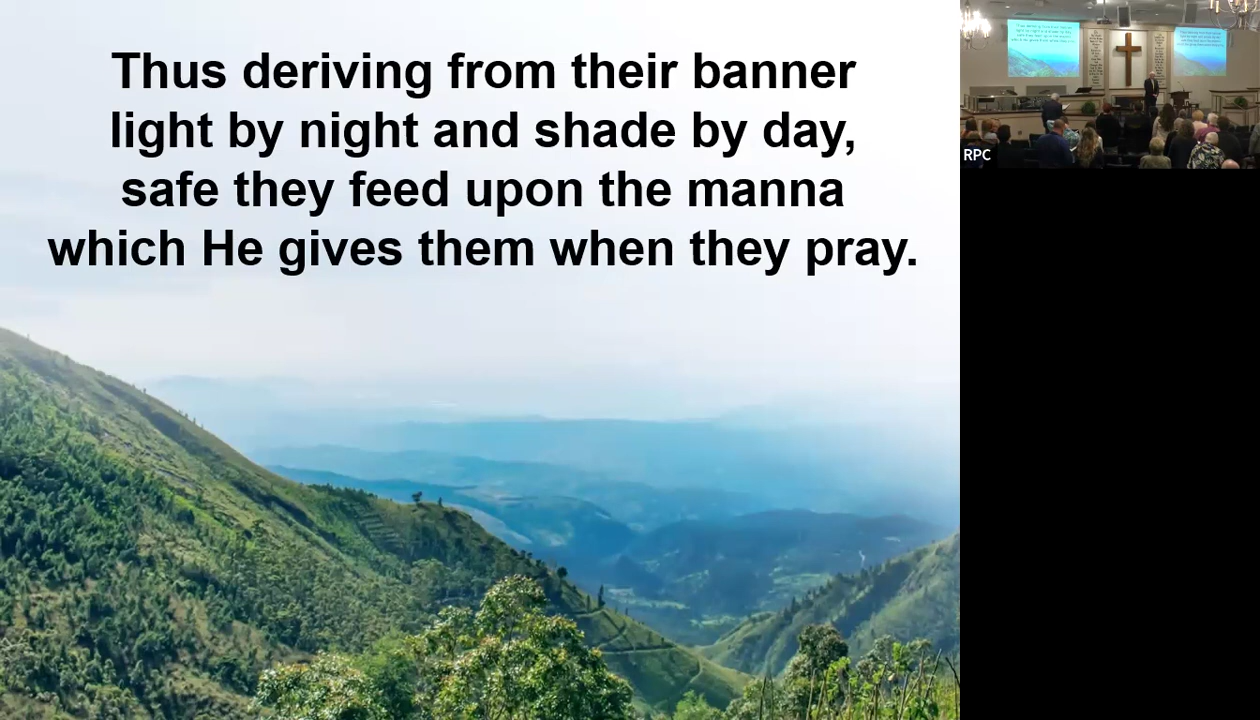 Thus deriving from their banner
light by night and shade by day,
safe they feed upon the manna
which He gives them when they pray.
RPC